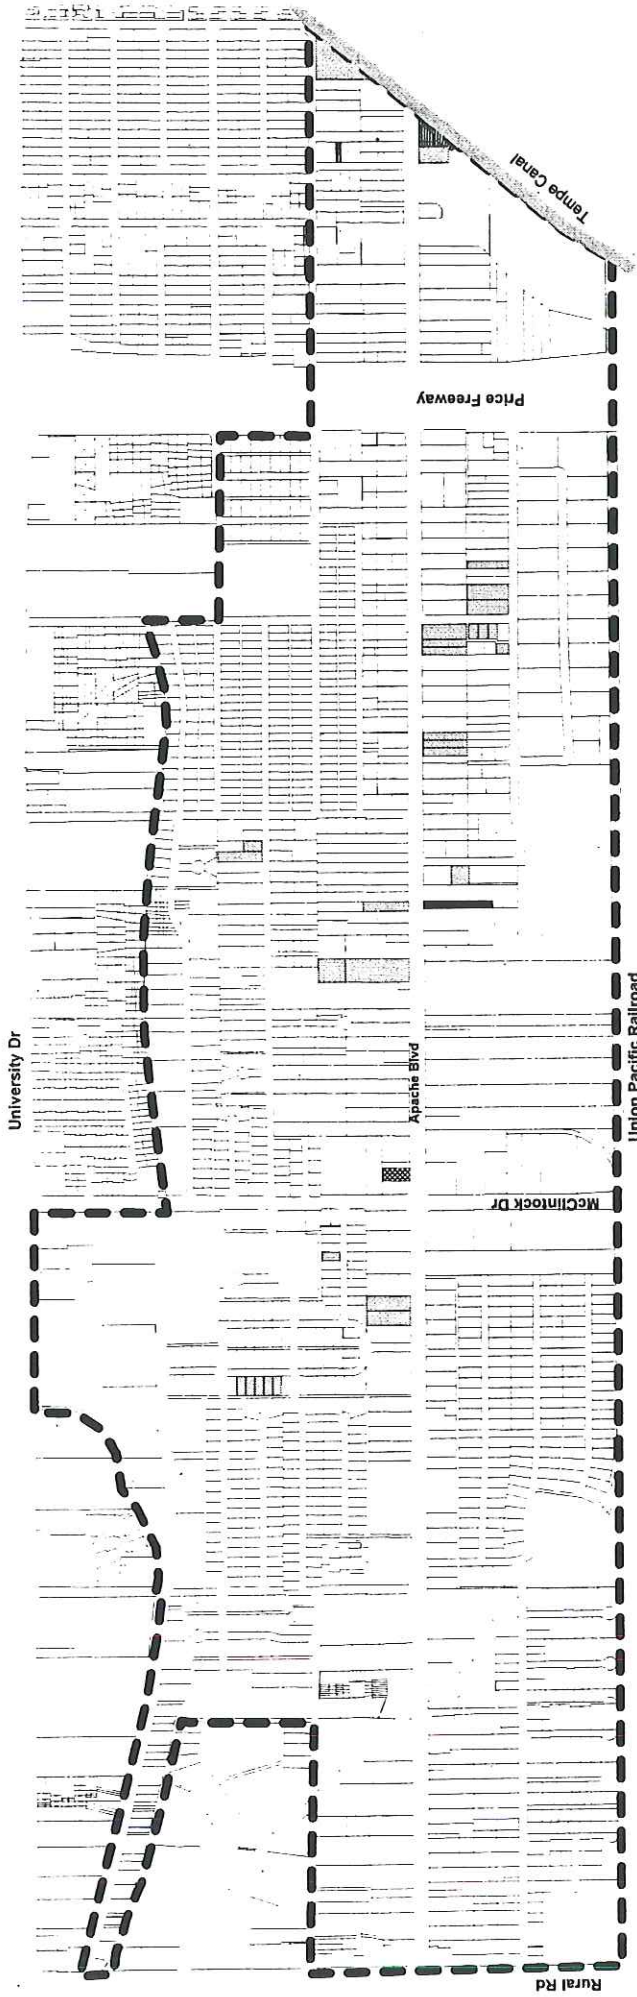 Tempe Canal
Price Freeway
University Dr
Apache Blvd
Union Pacific Railroad
McClintock Dr
Rural Rd